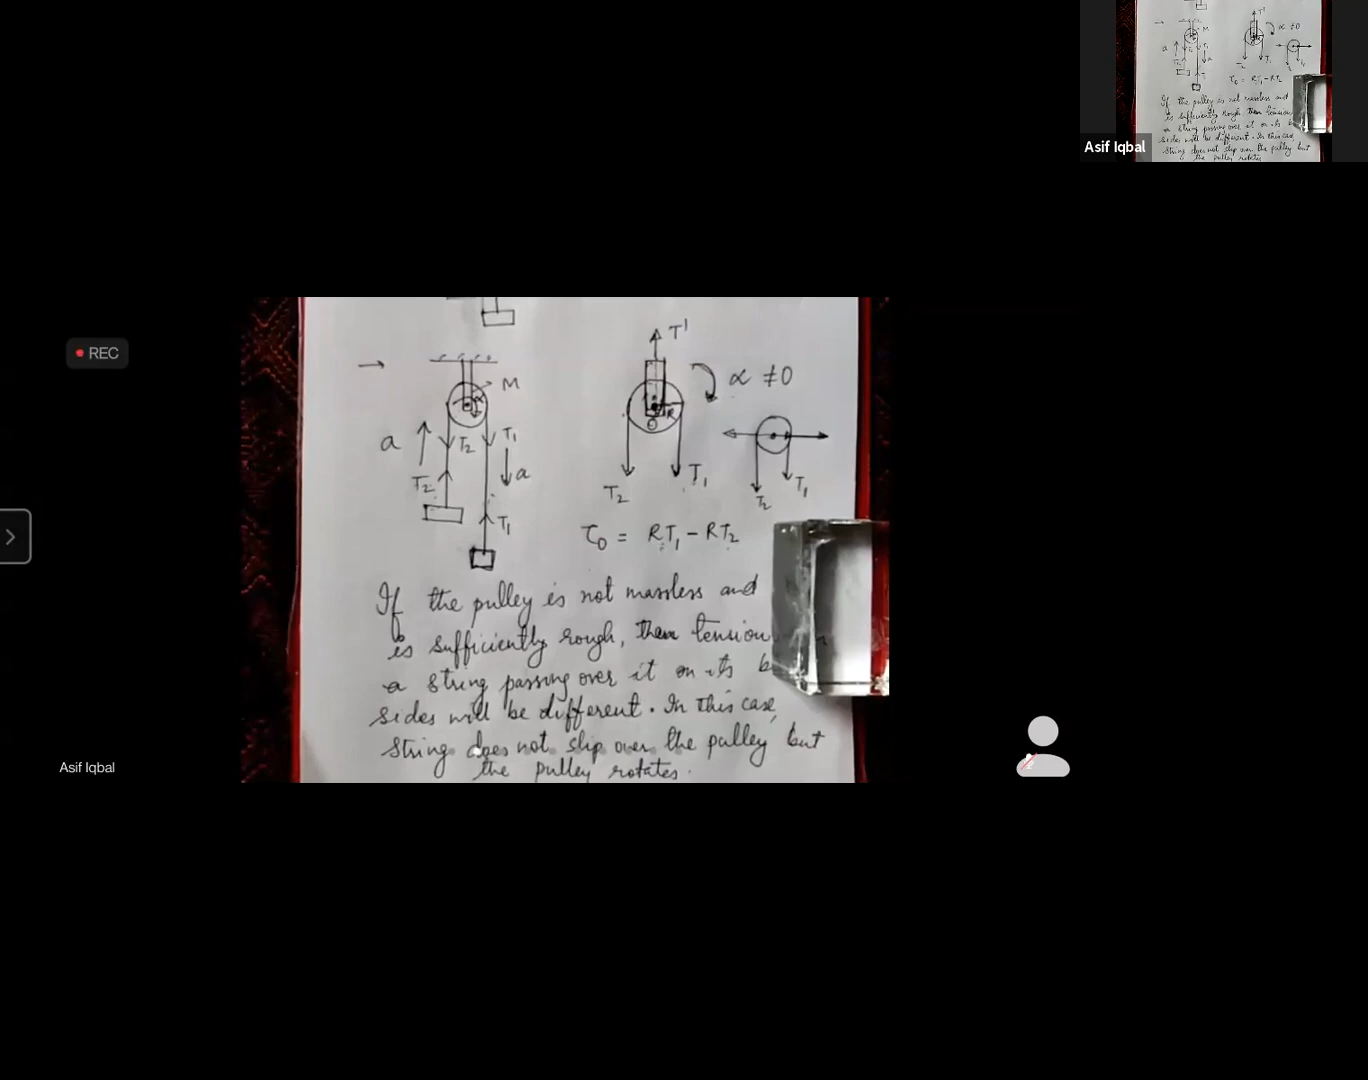 Asif Iqbal
REC
T'
M
α ≠ 0
R
O
a
T2
T1
a
T2
T1
T2
T1
T2
T1
τ0 = RT1 - RT2
If the pulley is not massless and
is sufficiently rough, then tension
a string passing over it on its
sides will be different. In this case,
string does not slip over the pulley but
the pulley rotates.
Asif Iqbal